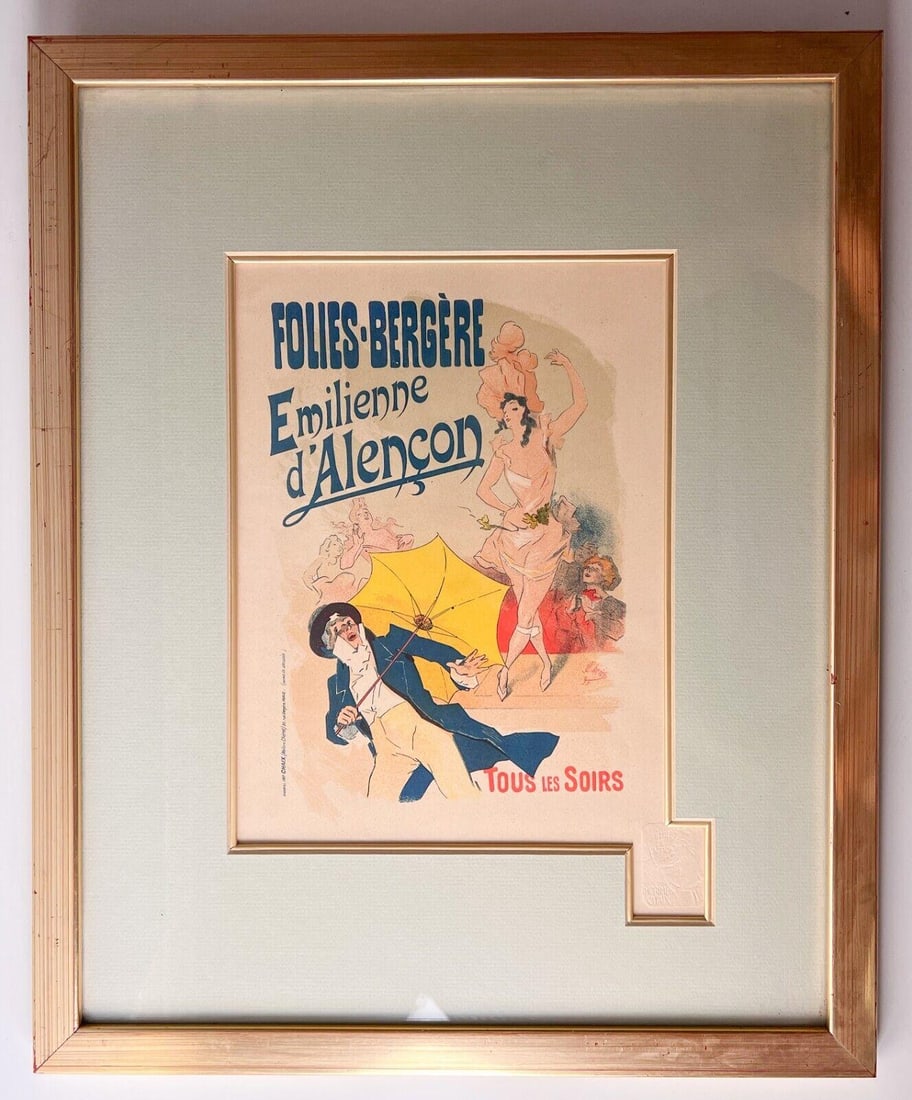 FOLIES·BERGÈRE
Emilienne
d'Alençon
TOUS LES SOIRS